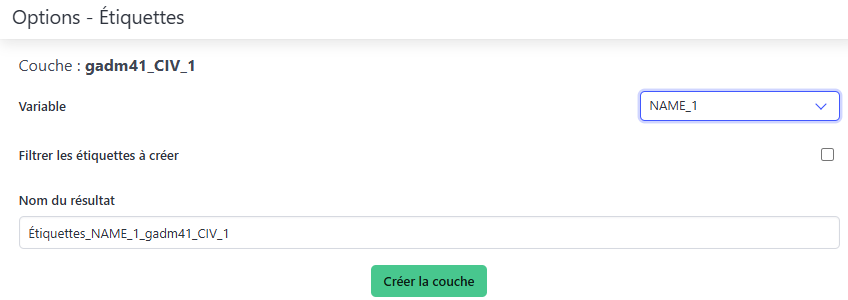 Options - Étiquettes
Couche : gadm41_CIV_1
Variable
NAME_1
Filtrer les étiquettes à créer
Nom du résultat
Étiquettes_NAME_1_gadm41_CIV_1
Créer la couche